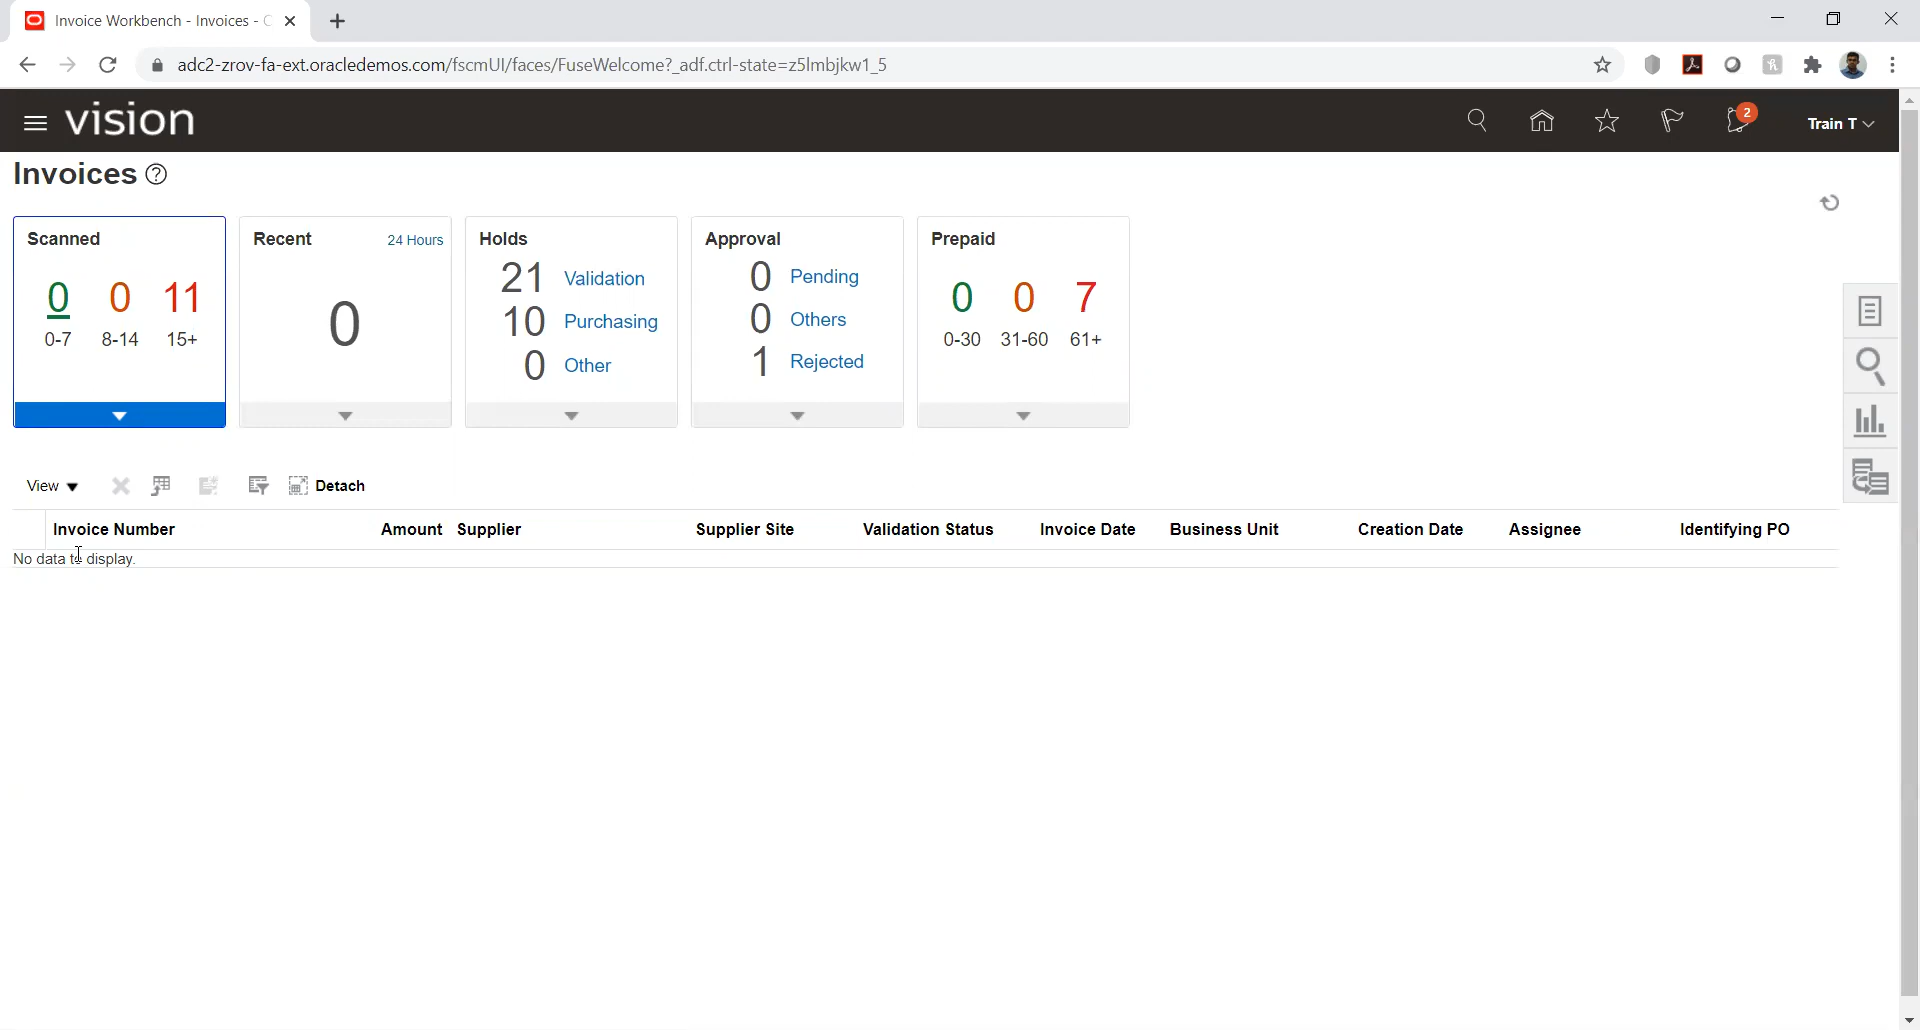 Invoice Workbench - Invoices -
adc2-zrov-fa-ext.oracledemos.com/fscmUI/faces/FuseWelcome?_adf.ctrl-state=z5lmbjkw1_5
vision
2
Train T
Invoices ?
Scanned
0 0 11
0-7 8-14 15+
Recent 24 Hours
0
Holds
21 Validation
10 Purchasing
0 Other
Approval
0 Pending
0 Others
1 Rejected
Prepaid
0 0 7
0-30 31-60 61+
View Detach
Invoice Number Amount Supplier Supplier Site Validation Status Invoice Date Business Unit Creation Date Assignee Identifying PO
No data to display.